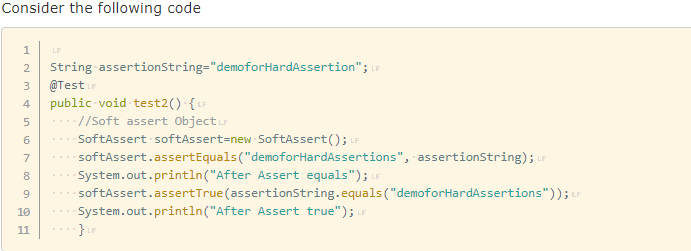 Consider the following code
1
2 String assertionString="demoforHardAssertion";
3 @Test
4 public void test2() {
5     //Soft assert Object
6     SoftAssert softAssert=new SoftAssert();
7     softAssert.assertEquals("demoforHardAssertions", assertionString);
8     System.out.println("After Assert equals");
9     softAssert.assertTrue(assertionString.equals("demoforHardAssertions"));
10     System.out.println("After Assert true");
11     }